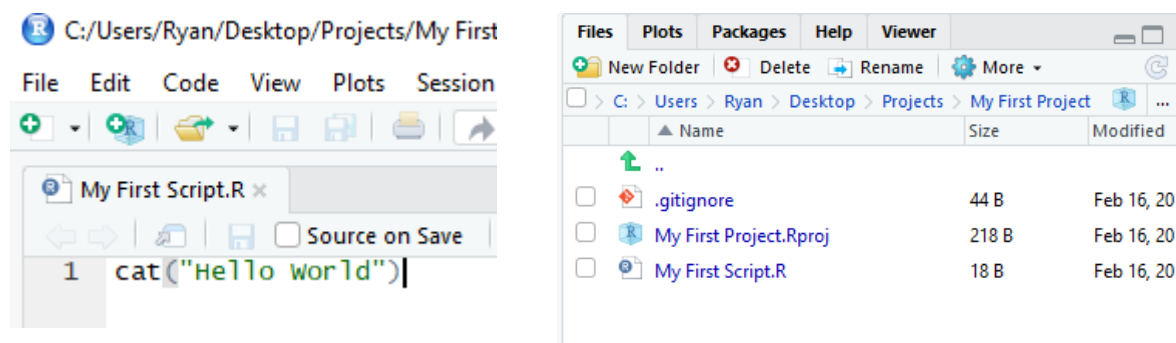 C:/Users/Ryan/Desktop/Projects/My First
File Edit Code View Plots Session
My First Script.R
Source on Save
1 cat("Hello World")
Files Plots Packages Help Viewer
New Folder Delete Rename More
C: > Users > Ryan > Desktop > Projects > My First Project ...
Name Size Modified
..
.gitignore 44 B Feb 16, 20
My First Project.Rproj 218 B Feb 16, 20
My First Script.R 18 B Feb 16, 20